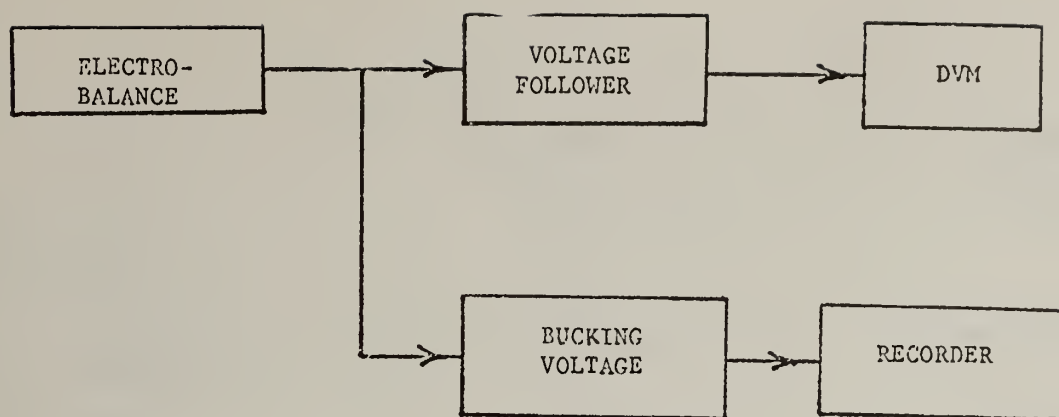 ELECTRO-
BALANCE
VOLTAGE
FOLLOWER
DVM
BUCKING
VOLTAGE
RECORDER